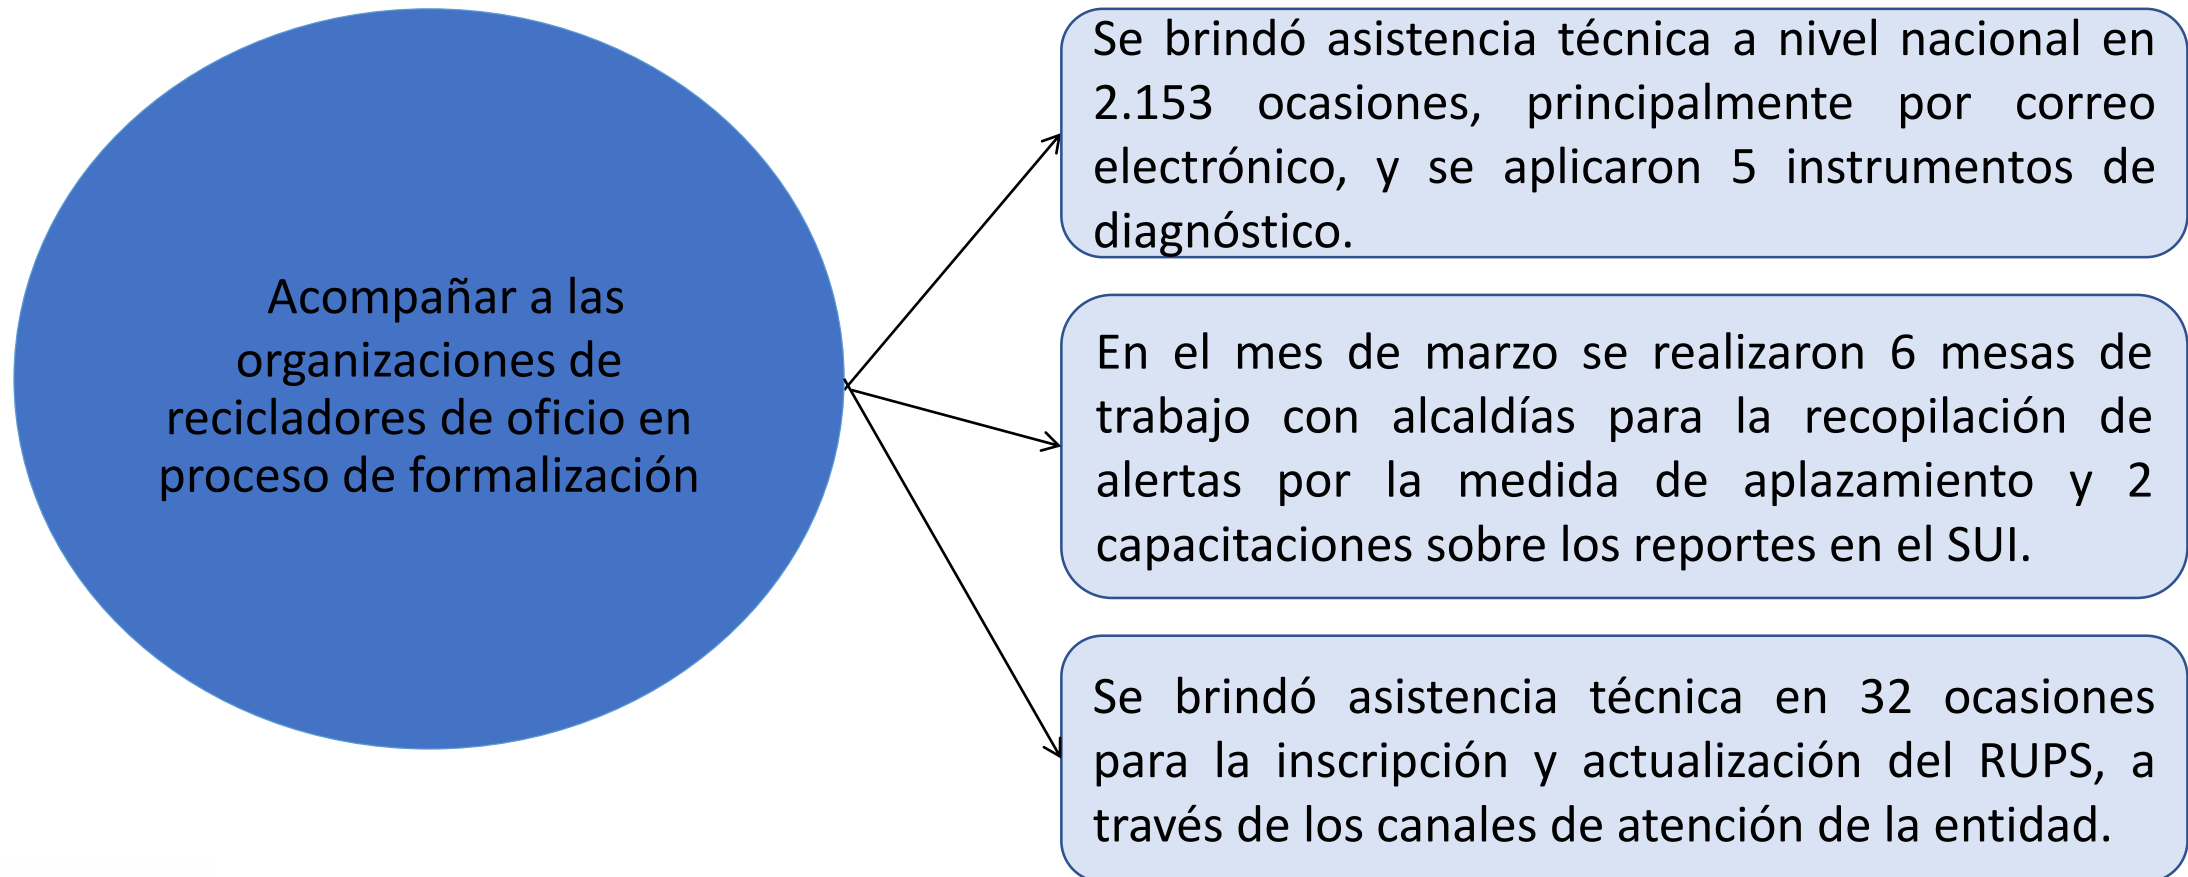 Acompañar a las
organizaciones de
recicladores de oficio en
proceso de formalización
Se brindó asistencia técnica a nivel nacional en
2.153 ocasiones, principalmente por correo
electrónico, y se aplicaron 5 instrumentos de
diagnóstico.
En el mes de marzo se realizaron 6 mesas de
trabajo con alcaldías para la recopilación de
alertas por la medida de aplazamiento y 2
capacitaciones sobre los reportes en el SUI.
Se brindó asistencia técnica en 32 ocasiones
para la inscripción y actualización del RUPS, a
través de los canales de atención de la entidad.